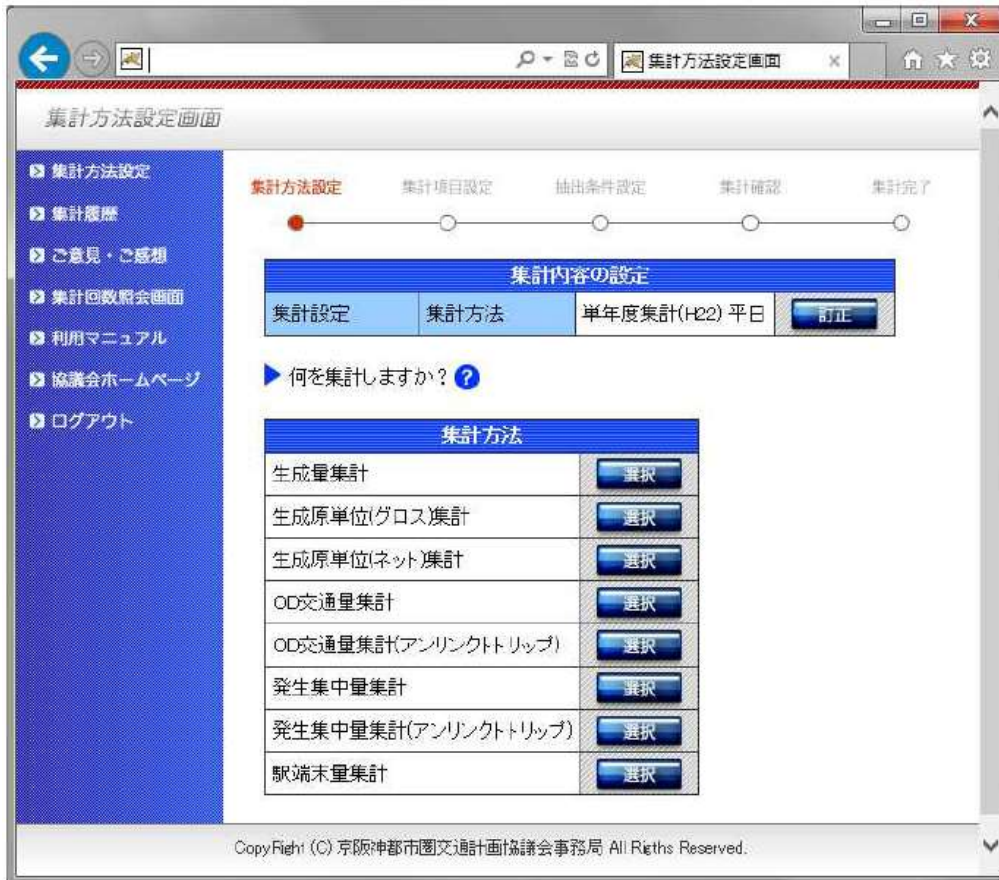 集計方法設定画面
集計方法設定画面
集計方法設定
集計履歴
ご意見・ご感想
集計回数照会画面
利用マニュアル
協議会ホームページ
ログアウト
集計方法設定 集計項目設定 抽出条件設定 集計確認 集計完了
集計内容の設定
集計設定 集計方法 単年度集計(H22) 平日 訂正
何を集計しますか？ ?
集計方法
生成量集計 選択
生成原単位(グロス)集計 選択
生成原単位(ネット)集計 選択
OD交通量集計 選択
OD交通量集計(アンリンクトトリップ) 選択
発生集中量集計 選択
発生集中量集計(アンリンクトトリップ) 選択
駅端末量集計 選択
CopyRight (C) 京阪神都市圏交通計画協議会事務局 All Rigths Reserved.